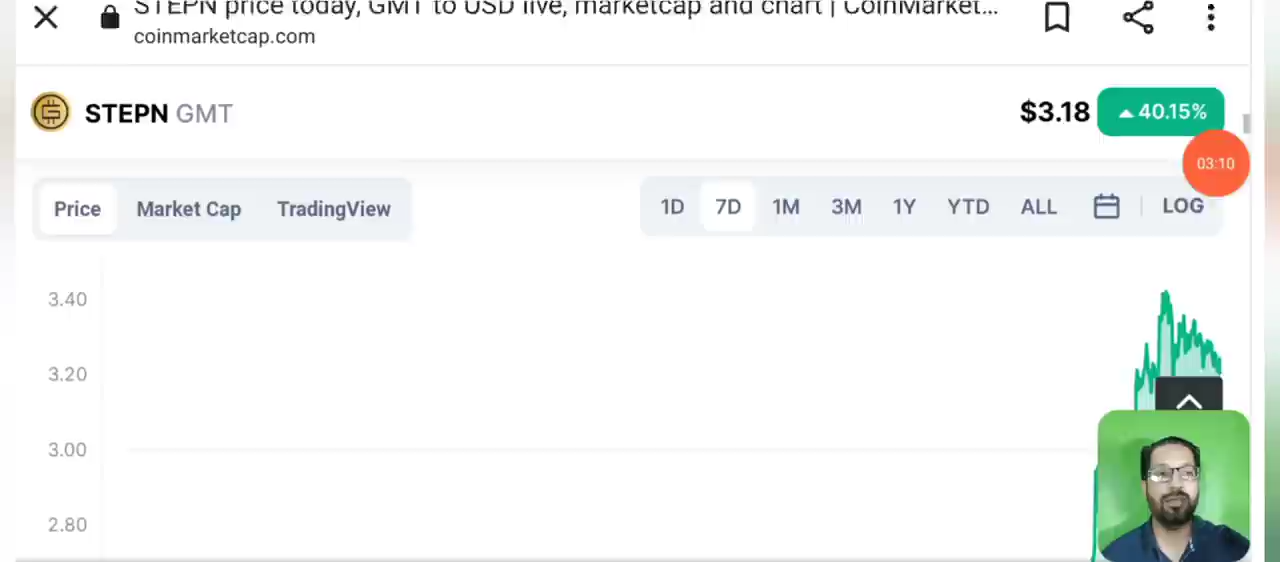 STEPN price today, GMT to USD live, marketcap and chart | CoinMarket...
coinmarketcap.com
STEPN GMT
$3.18
40.15%
03:10
Price Market Cap TradingView
1D 7D 1M 3M 1Y YTD ALL LOG
3.40
3.20
3.00
2.80